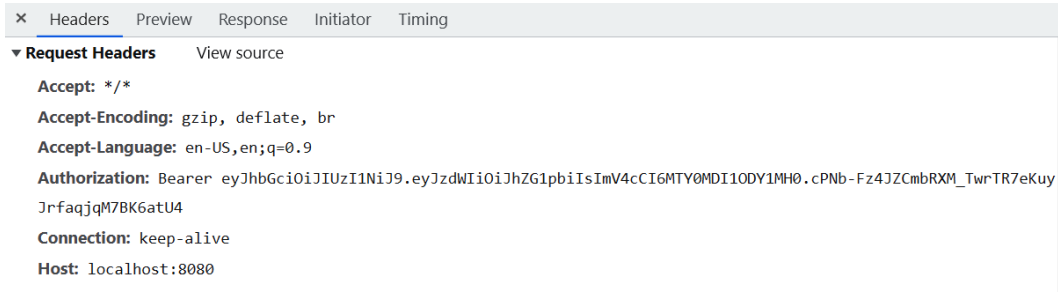 × Headers Preview Response Initiator Timing
▼ Request Headers View source
Accept: */*
Accept-Encoding: gzip, deflate, br
Accept-Language: en-US,en;q=0.9
Authorization: Bearer eyJhbGciOiJIUzI1NiJ9.eyJzdWIiOiJhZG1pbiIsImV4cCI6MTY0MDI1ODY1MH0.cPNb-Fz4JZCmbRXM_TwrTR7eKuy
JrfaqjqM7BK6atU4
Connection: keep-alive
Host: localhost:8080